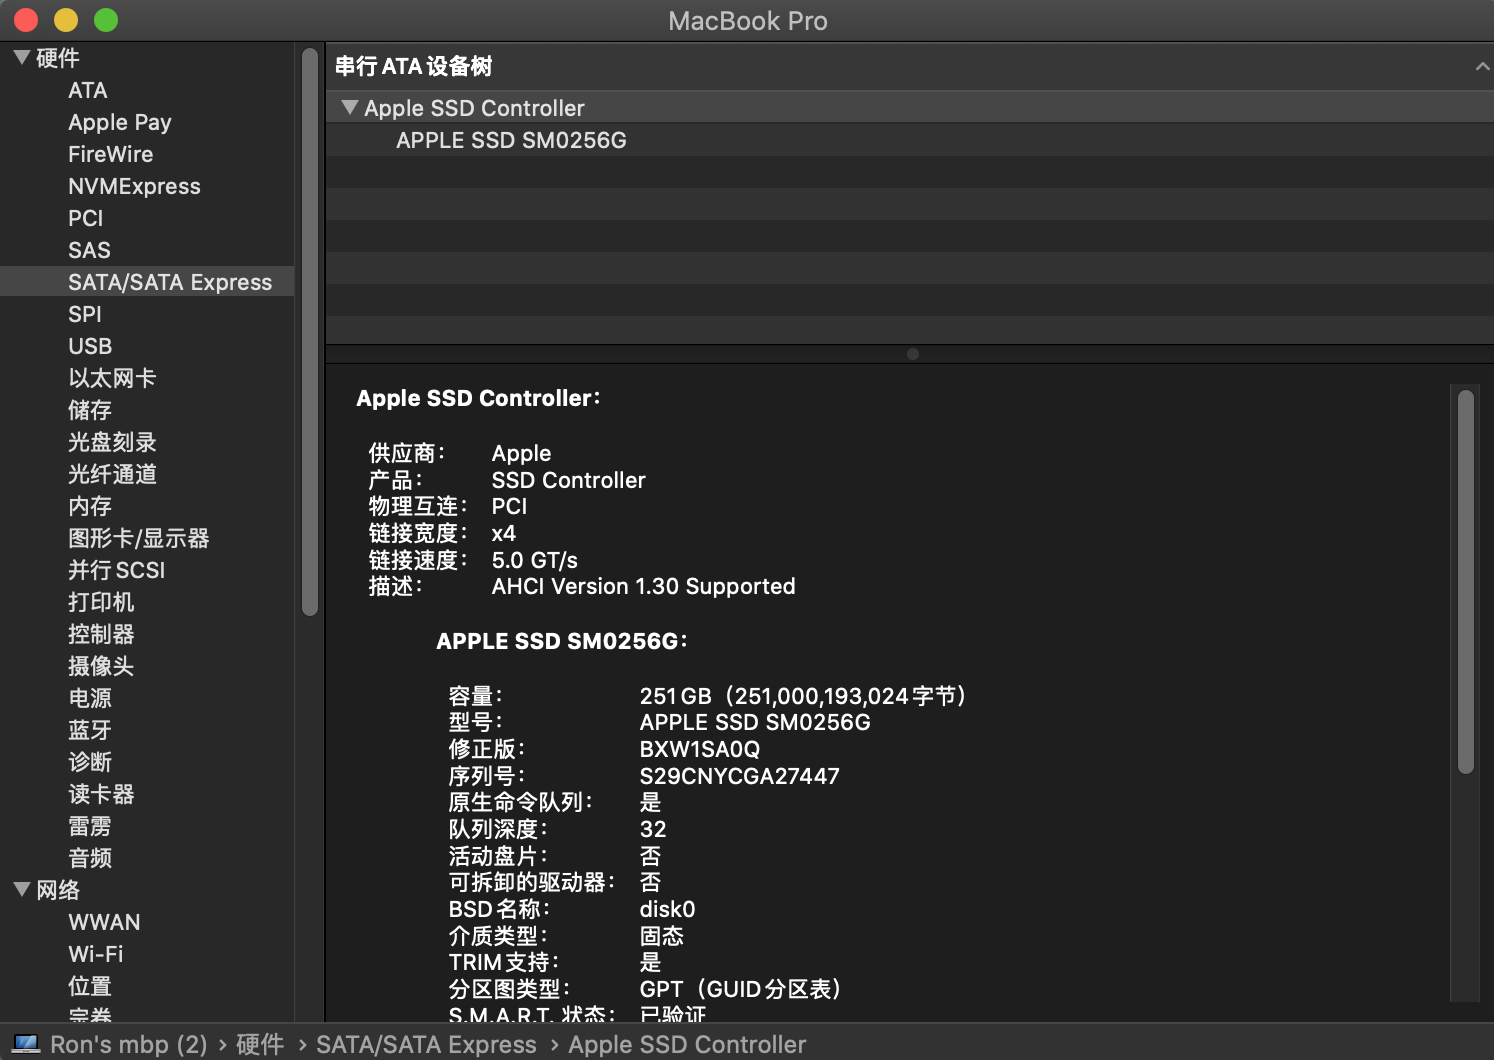 MacBook Pro
硬件
ATA
Apple Pay
FireWire
NVMExpress
PCI
SAS
SATA/SATA Express
SPI
USB
以太网卡
储存
光盘刻录
光纤通道
内存
图形卡/显示器
并行 SCSI
打印机
控制器
摄像头
电源
蓝牙
诊断
读卡器
雷雳
音频
网络
WWAN
Wi-Fi
位置
宗卷
串行 ATA 设备树
Apple SSD Controller
APPLE SSD SM0256G
Apple SSD Controller：
供应商： Apple
产品： SSD Controller
物理互连： PCI
链接宽度： x4
链接速度： 5.0 GT/s
描述： AHCI Version 1.30 Supported
APPLE SSD SM0256G：
容量： 251 GB（251,000,193,024 字节）
型号： APPLE SSD SM0256G
修正版： BXW1SA0Q
序列号： S29CNYCGA27447
原生命令队列： 是
队列深度： 32
活动盘片： 否
可拆卸的驱动器： 否
BSD 名称： disk0
介质类型： 固态
TRIM 支持： 是
分区图类型： GPT（GUID 分区表）
S.M.A.R.T. 状态： 已验证
Ron's mbp (2) › 硬件 › SATA/SATA Express › Apple SSD Controller